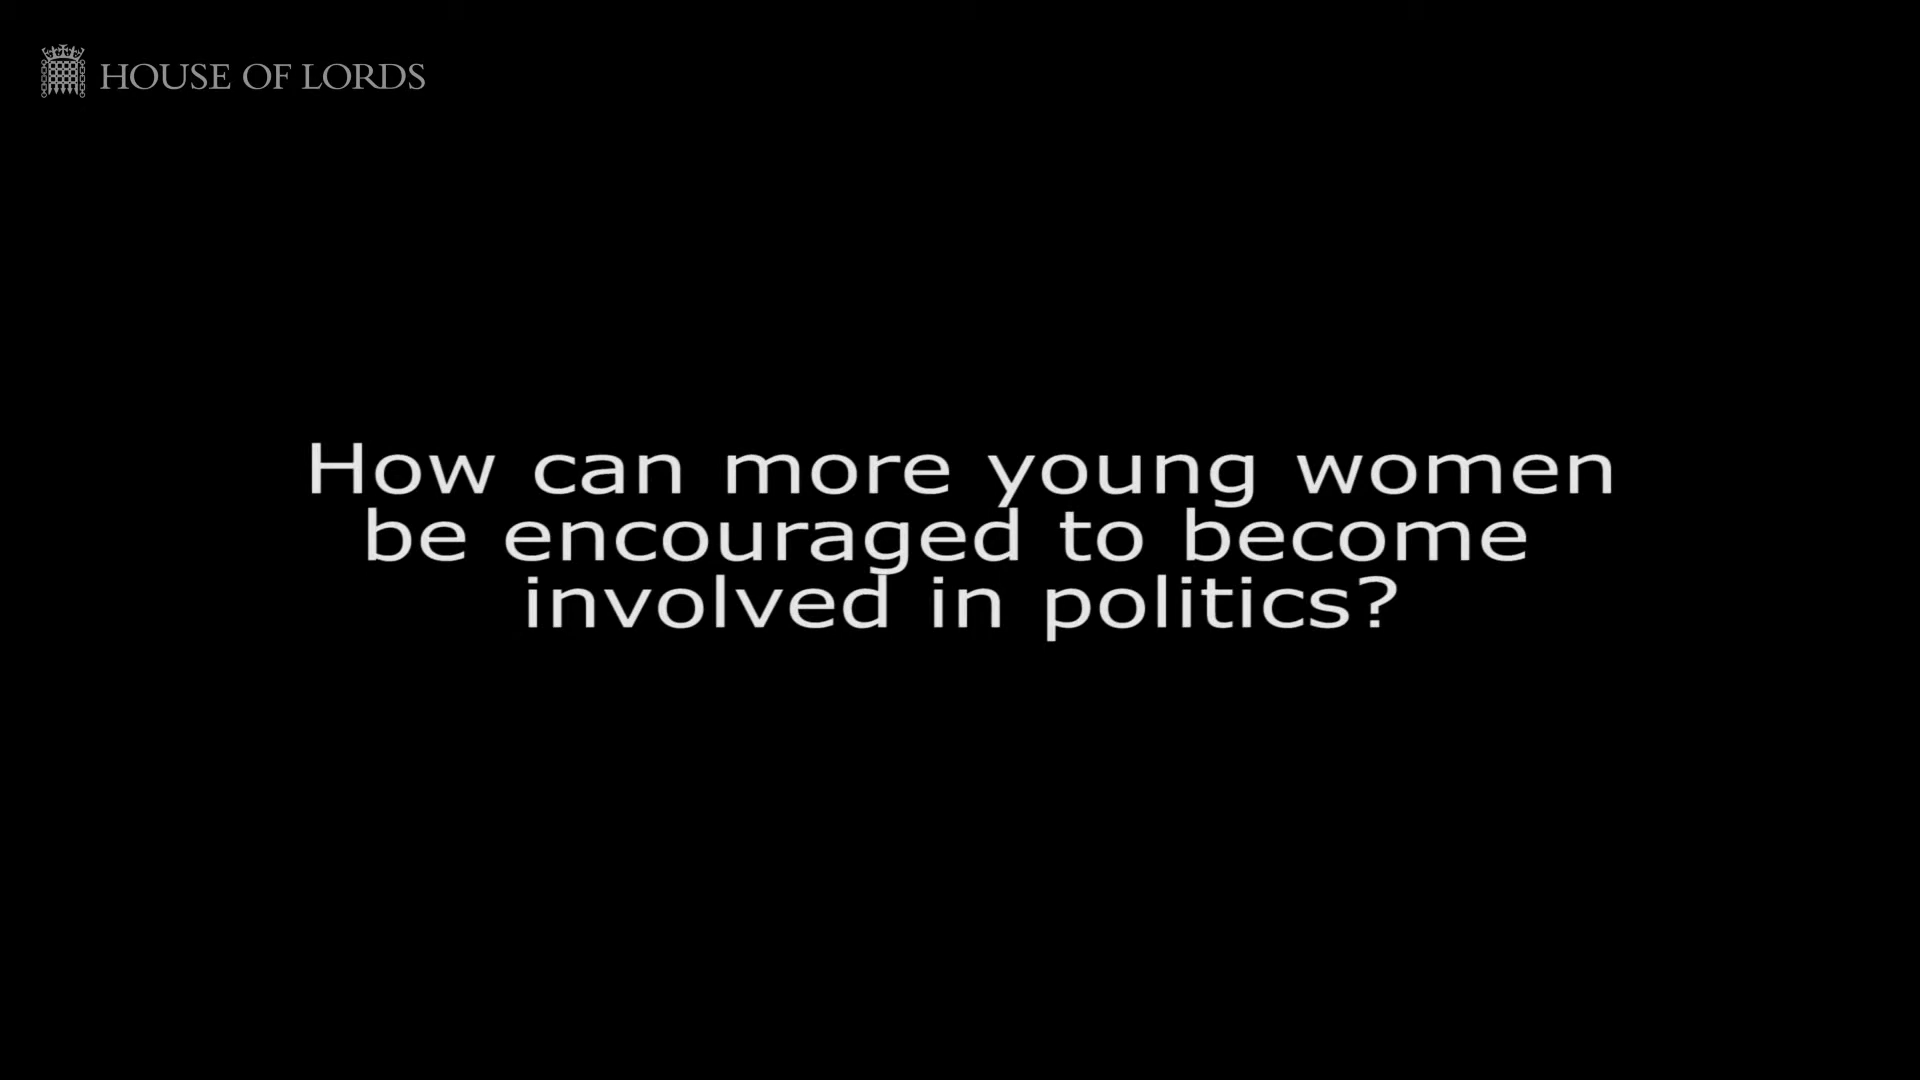 HOUSE OF LORDS
How can more young women
be encouraged to become
involved in politics?